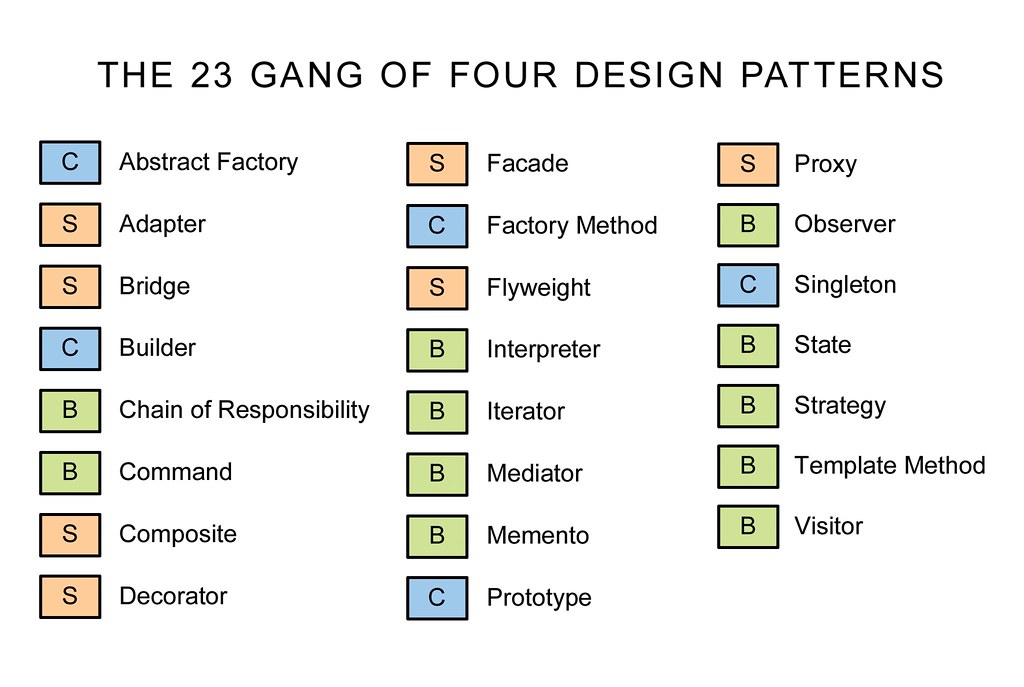 THE 23 GANG OF FOUR DESIGN PATTERNS
C Abstract Factory
S Adapter
S Bridge
C Builder
B Chain of Responsibility
B Command
S Composite
S Decorator
S Facade
C Factory Method
S Flyweight
B Interpreter
B Iterator
B Mediator
B Memento
C Prototype
S Proxy
B Observer
C Singleton
B State
B Strategy
B Template Method
B Visitor